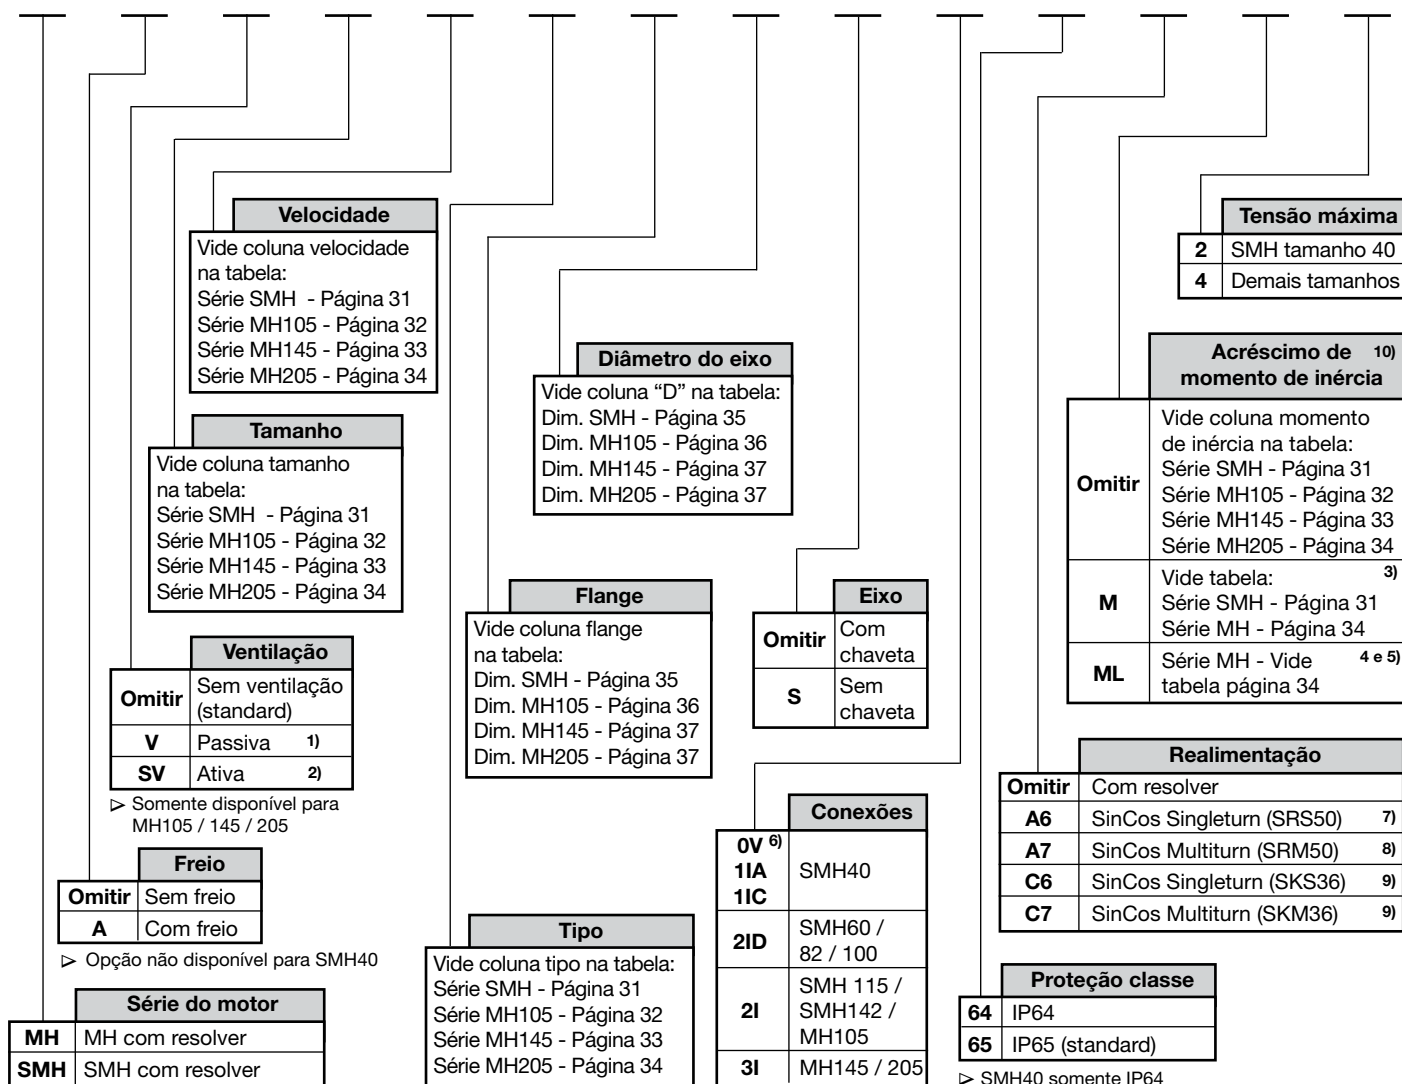 Velocidade
Vide coluna velocidade
na tabela:
Série SMH - Página 31
Série MH105 - Página 32
Série MH145 - Página 33
Série MH205 - Página 34
Tensão máxima
2 SMH tamanho 40
4 Demais tamanhos
Diâmetro do eixo
Vide coluna “D” na tabela:
Dim. SMH - Página 35
Dim. MH105 - Página 36
Dim. MH145 - Página 37
Dim. MH205 - Página 37
Acréscimo de 10)
momento de inércia
Omitir
Vide coluna momento
de inércia na tabela:
Série SMH - Página 31
Série MH105 - Página 32
Série MH145 - Página 33
Série MH205 - Página 34
M
Vide tabela: 3)
Série SMH - Página 31
Série MH - Página 34
ML
Série MH - Vide 4 e 5)
tabela página 34
Tamanho
Vide coluna tamanho
na tabela:
Série SMH - Página 31
Série MH105 - Página 32
Série MH145 - Página 33
Série MH205 - Página 34
Flange
Vide coluna flange
na tabela:
Dim. SMH - Página 35
Dim. MH105 - Página 36
Dim. MH145 - Página 37
Dim. MH205 - Página 37
Eixo
Omitir
Com
chaveta
S
Sem
chaveta
Ventilação
Omitir
Sem ventilação
(standard)
V Passiva 1)
SV Ativa 2)
▷ Somente disponível para
MH105 / 145 / 205
Realimentação
Omitir Com resolver
A6 SinCos Singleturn (SRS50) 7)
A7 SinCos Multiturn (SRM50) 8)
C6 SinCos Singleturn (SKS36) 9)
C7 SinCos Multiturn (SKM36) 9)
Conexões
0V 6)
1IA
1IC
SMH40
2ID
SMH60 /
82 / 100
2I
SMH 115 /
SMH142 /
MH105
3I MH145 / 205
Freio
Omitir Sem freio
A Com freio
▷ Opção não disponível para SMH40
Tipo
Vide coluna tipo na tabela:
Série SMH - Página 31
Série MH105 - Página 32
Série MH145 - Página 33
Série MH205 - Página 34
Proteção classe
64 IP64
65 IP65 (standard)
▷ SMH40 somente IP64
Série do motor
MH MH com resolver
SMH SMH com resolver